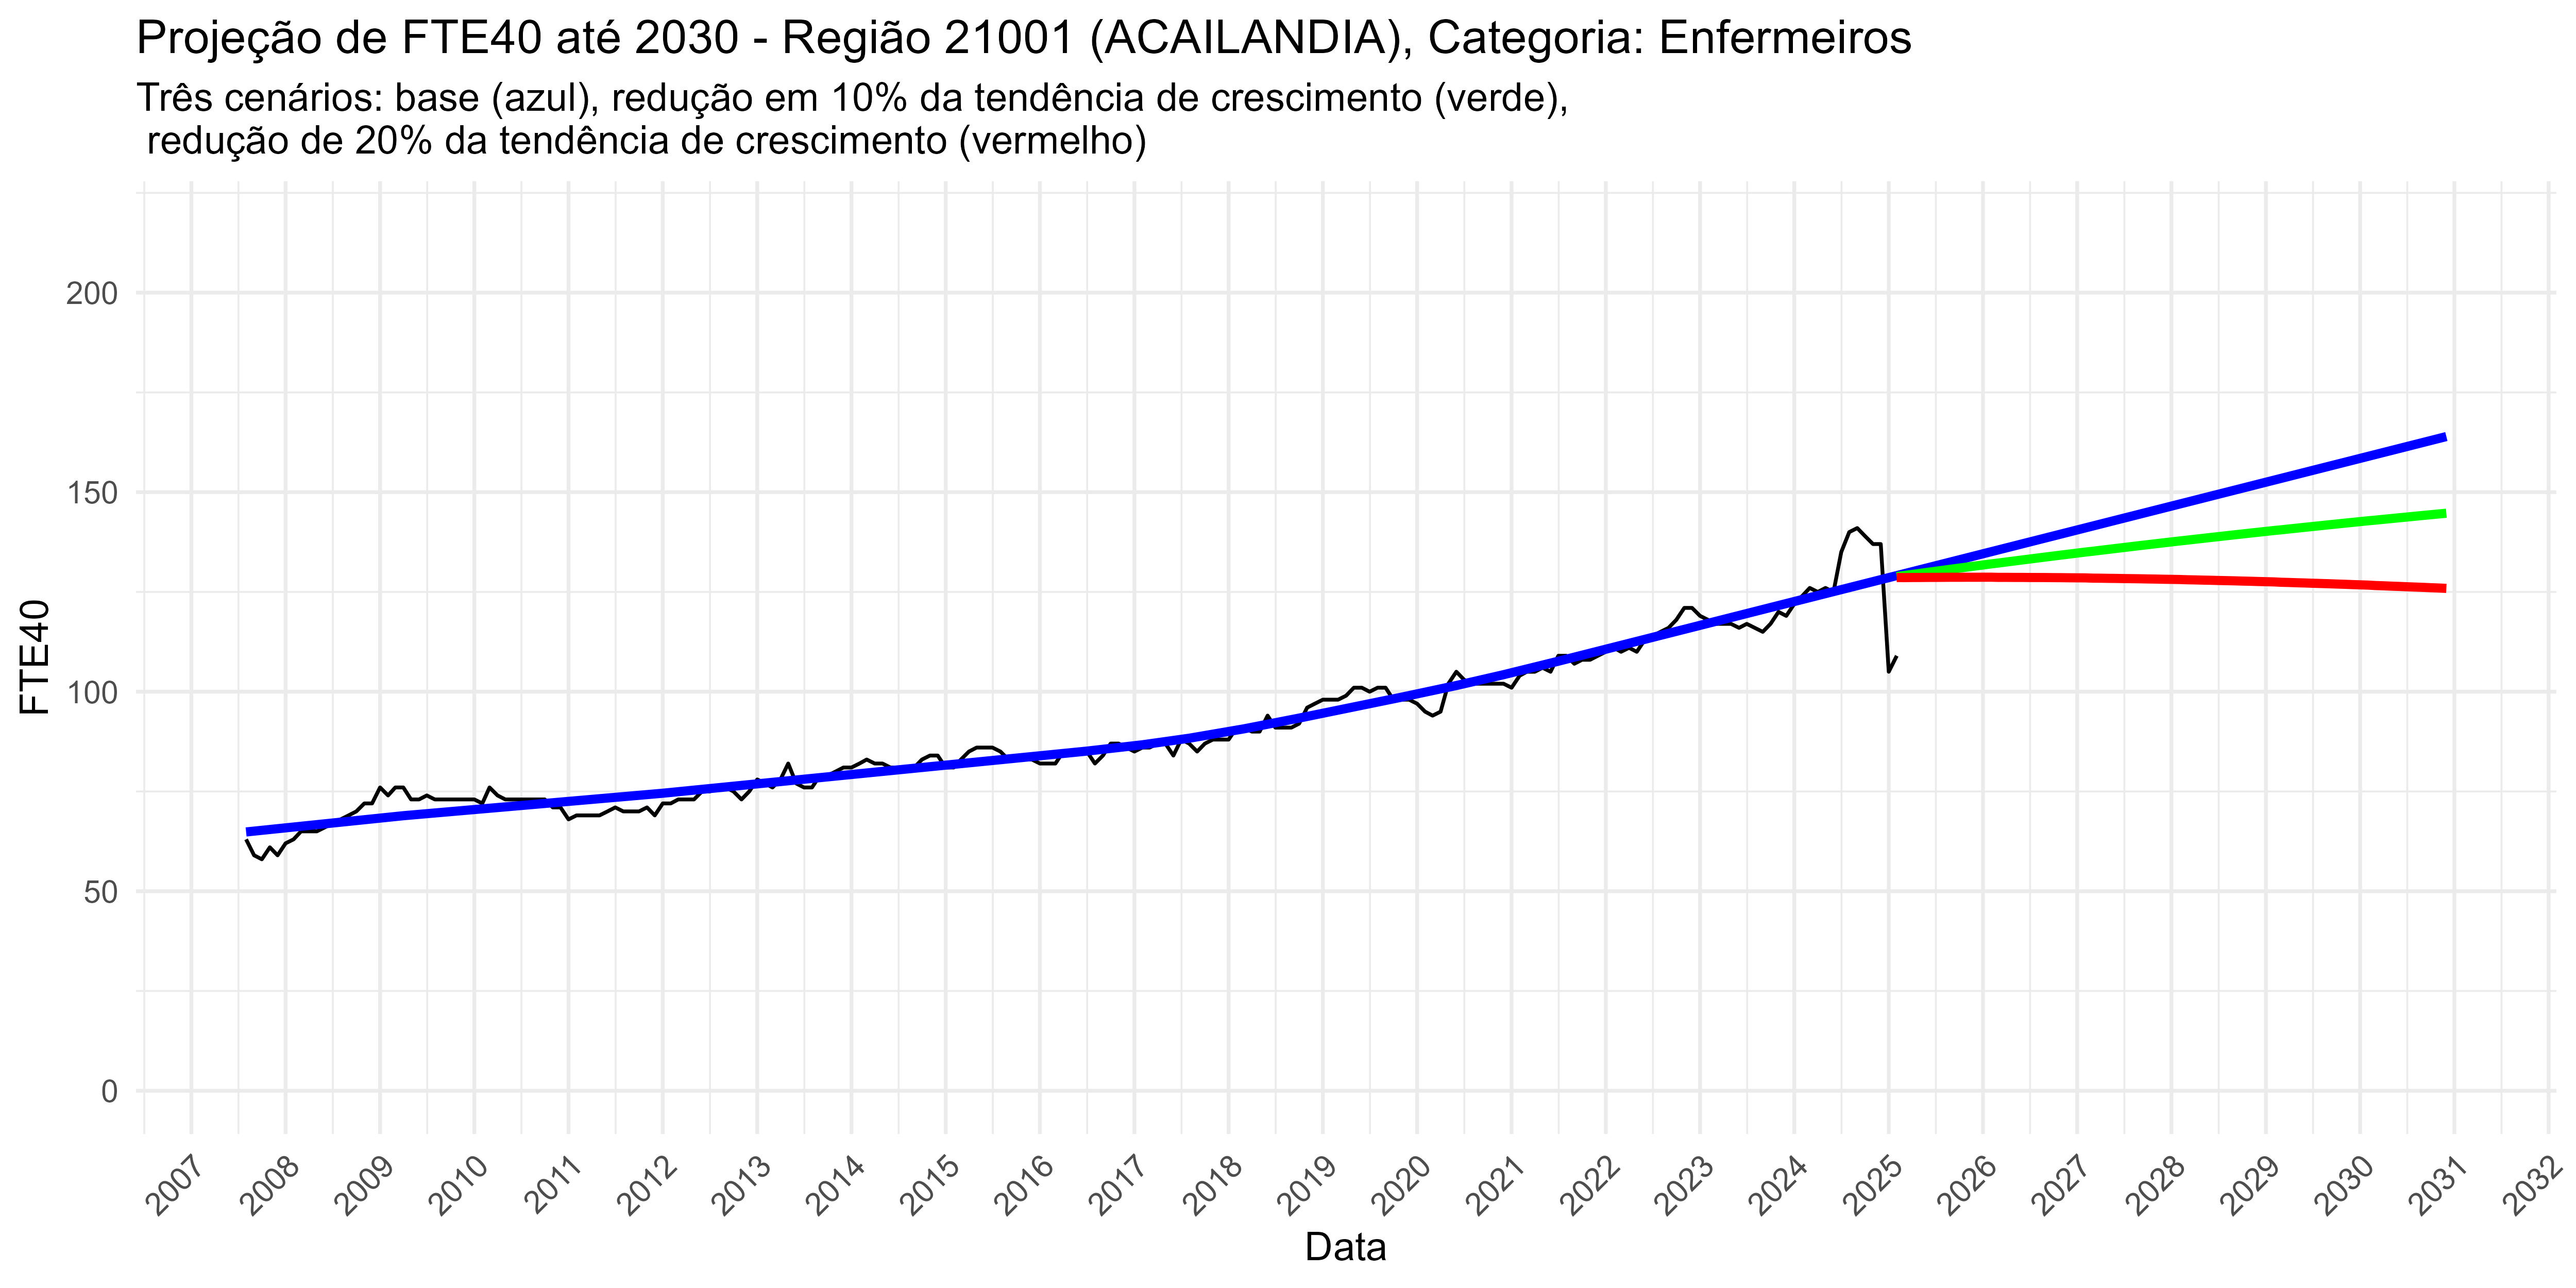 Projeção de FTE40 até 2030 - Região 21001 (ACAILANDIA), Categoria: Enfermeiros
Três cenários: base (azul), redução em 10% da tendência de crescimento (verde),
redução de 20% da tendência de crescimento (vermelho)
FTE40
200
150
100
50
0
2007 2008 2009 2010 2011 2012 2013 2014 2015 2016 2017 2018 2019 2020 2021 2022 2023 2024 2025 2026 2027 2028 2029 2030 2031 2032
Data